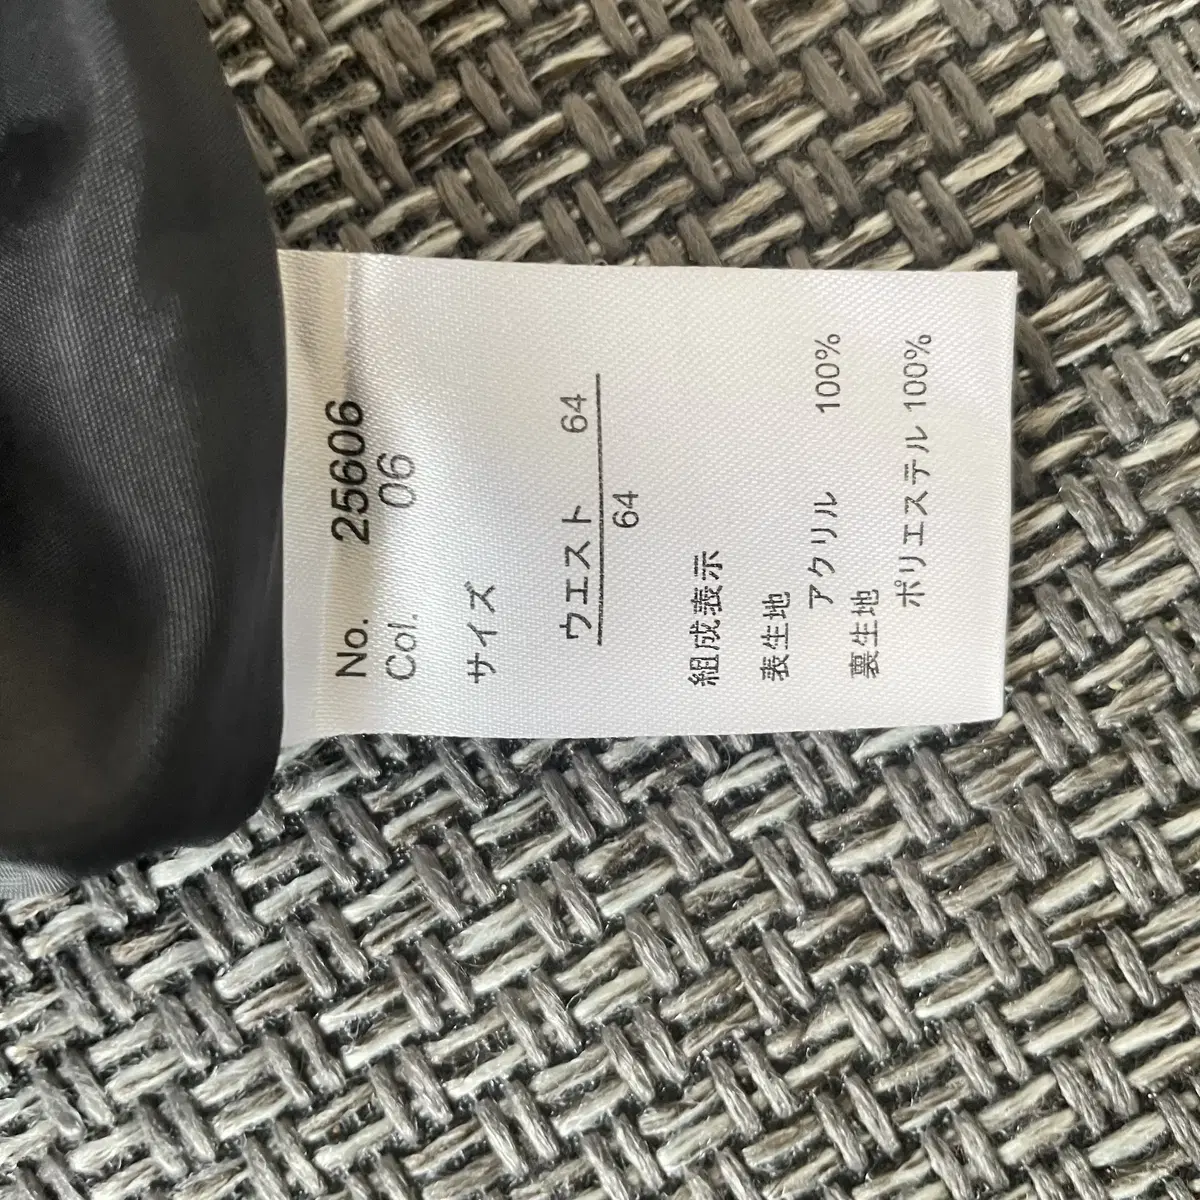 No. 25606
Col. 06
サイズ
ウエスト 64
64
組成表示
表生地
アクリル 100%
裏生地
ポリエステル 100%